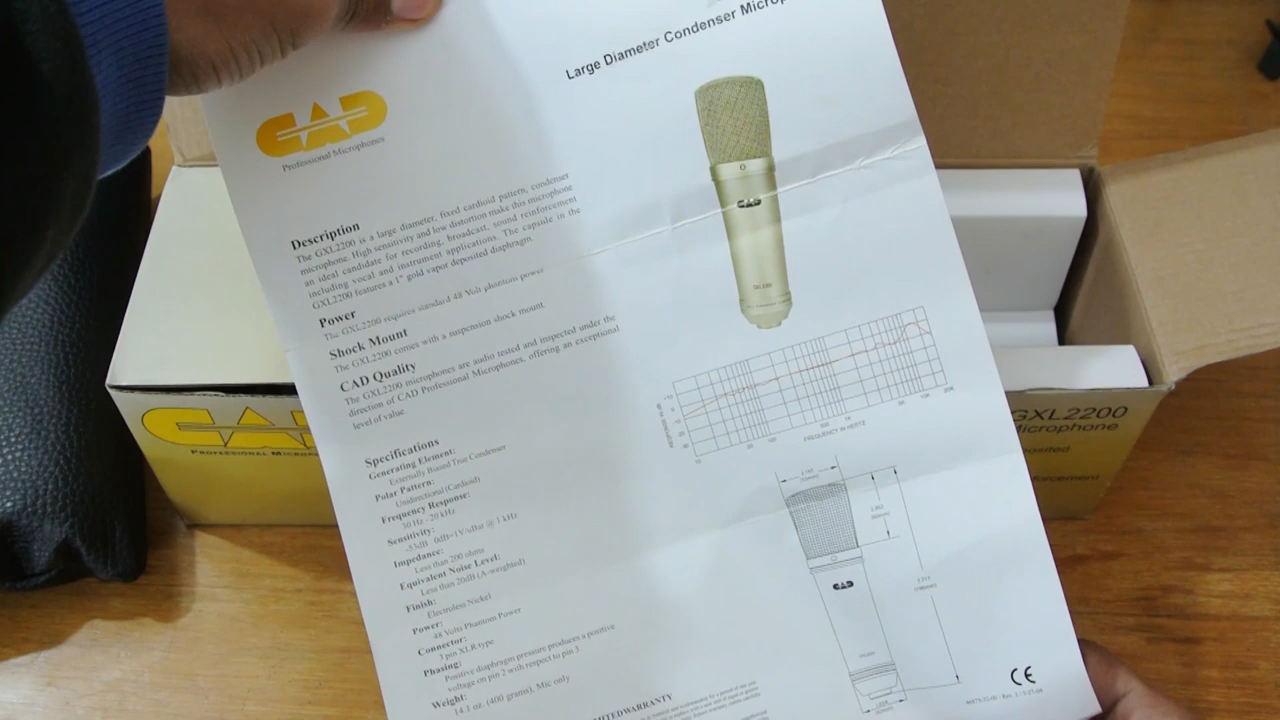 Large Diameter Condenser
CAD
Professional Microphones
Description
The GXL2200 is a large diameter, fixed cardioid pattern, condenser
microphone. High sensitivity and low distortion make this microphone
an ideal candidate for recording, broadcast, sound reinforcement
including vocal and instrument applications. The capsule in the
GXL2200 features a 1" gold vapor deposited diaphragm.
Power
The GXL2200 requires standard 48 Volt phantom power
Shock Mount
The GXL2200 comes with a suspension shock mount.
CAD Quality
The GXL2200 microphones are audio tested and inspected under the
direction of CAD Professional Microphones, offering an exceptional
level of value.
Specifications
Generating Element:
Externally Biased True Condenser
Polar Pattern:
Unidirectional (Cardioid)
Frequency Response:
30 Hz - 20 kHz
Sensitivity:
-53dB 0dB=1V/uBar @ 1 kHz
Impedance:
Less than 200 ohms
Equivalent Noise Level:
Less than 20dB (A-weighted)
Finish:
Electroless Nickel
Power:
48 Volts Phantom Power
Connector:
3 pin XLR type
Phasing:
Positive diaphragm pressure produces a positive
voltage on pin 2 with respect to pin 3
Weight:
14.1 oz. (400 grams), Mic only
CAD
FREQUENCY IN HERTZ
CAD
CE
CAD
PROFESSIONAL
GXL2200
Microphone